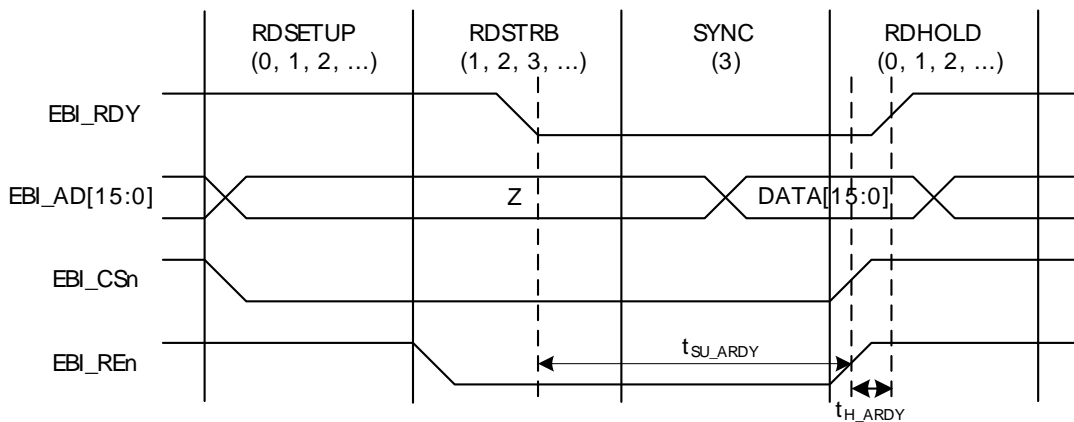 RDSETUP RDSTRB SYNC RDHOLD
(0, 1, 2, ...) (1, 2, 3, ...) (3) (0, 1, 2, ...)
EBI_RDY
EBI_AD[15:0] Z DATA[15:0]
EBI_CSn
EBI_REn tSU_ARDY
tH_ARDY